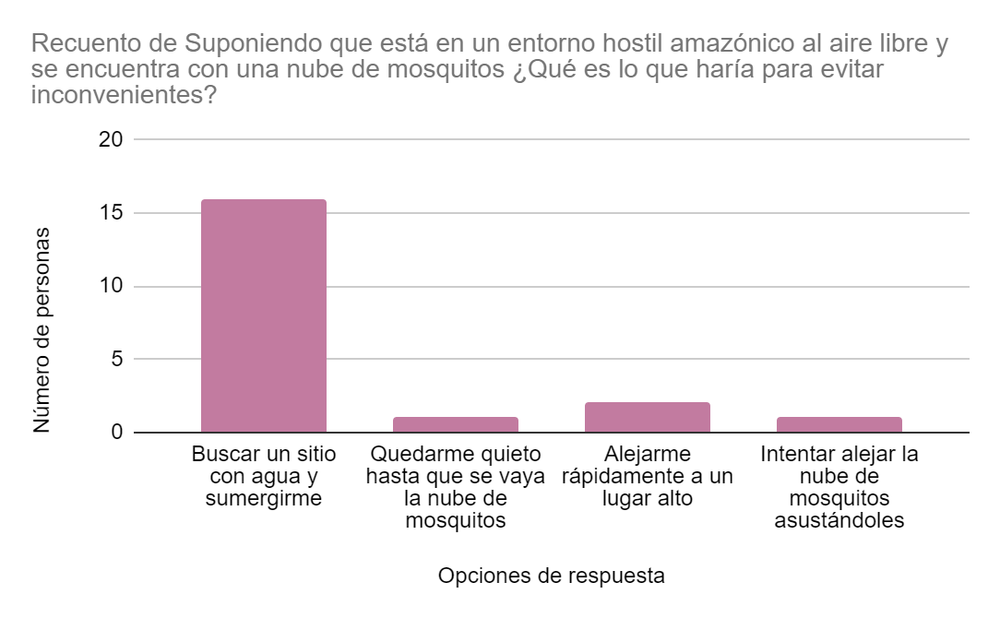 Recuento de Suponiendo que está en un entorno hostil amazónico al aire libre y
se encuentra con una nube de mosquitos ¿Qué es lo que haría para evitar
inconvenientes?
20
15
10
5
0
Número de personas
Buscar un sitio
con agua y
sumergirme
Quedarme quieto
hasta que se vaya
la nube de
mosquitos
Alejarme
rápidamente a un
lugar alto
Intentar alejar la
nube de
mosquitos
asustándoles
Opciones de respuesta